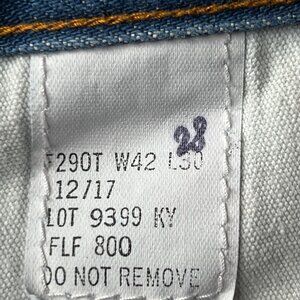 28
F290T W42 L30
12/17
LOT 9399 KY
FLF 800
DO NOT REMOVE